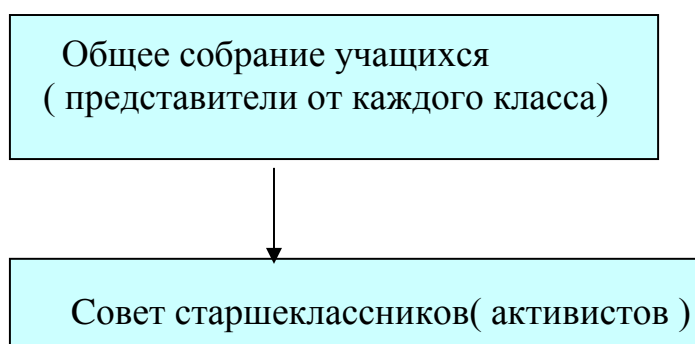 Общее собрание учащихся
( представители от каждого класса)
Совет старшеклассников( активистов )